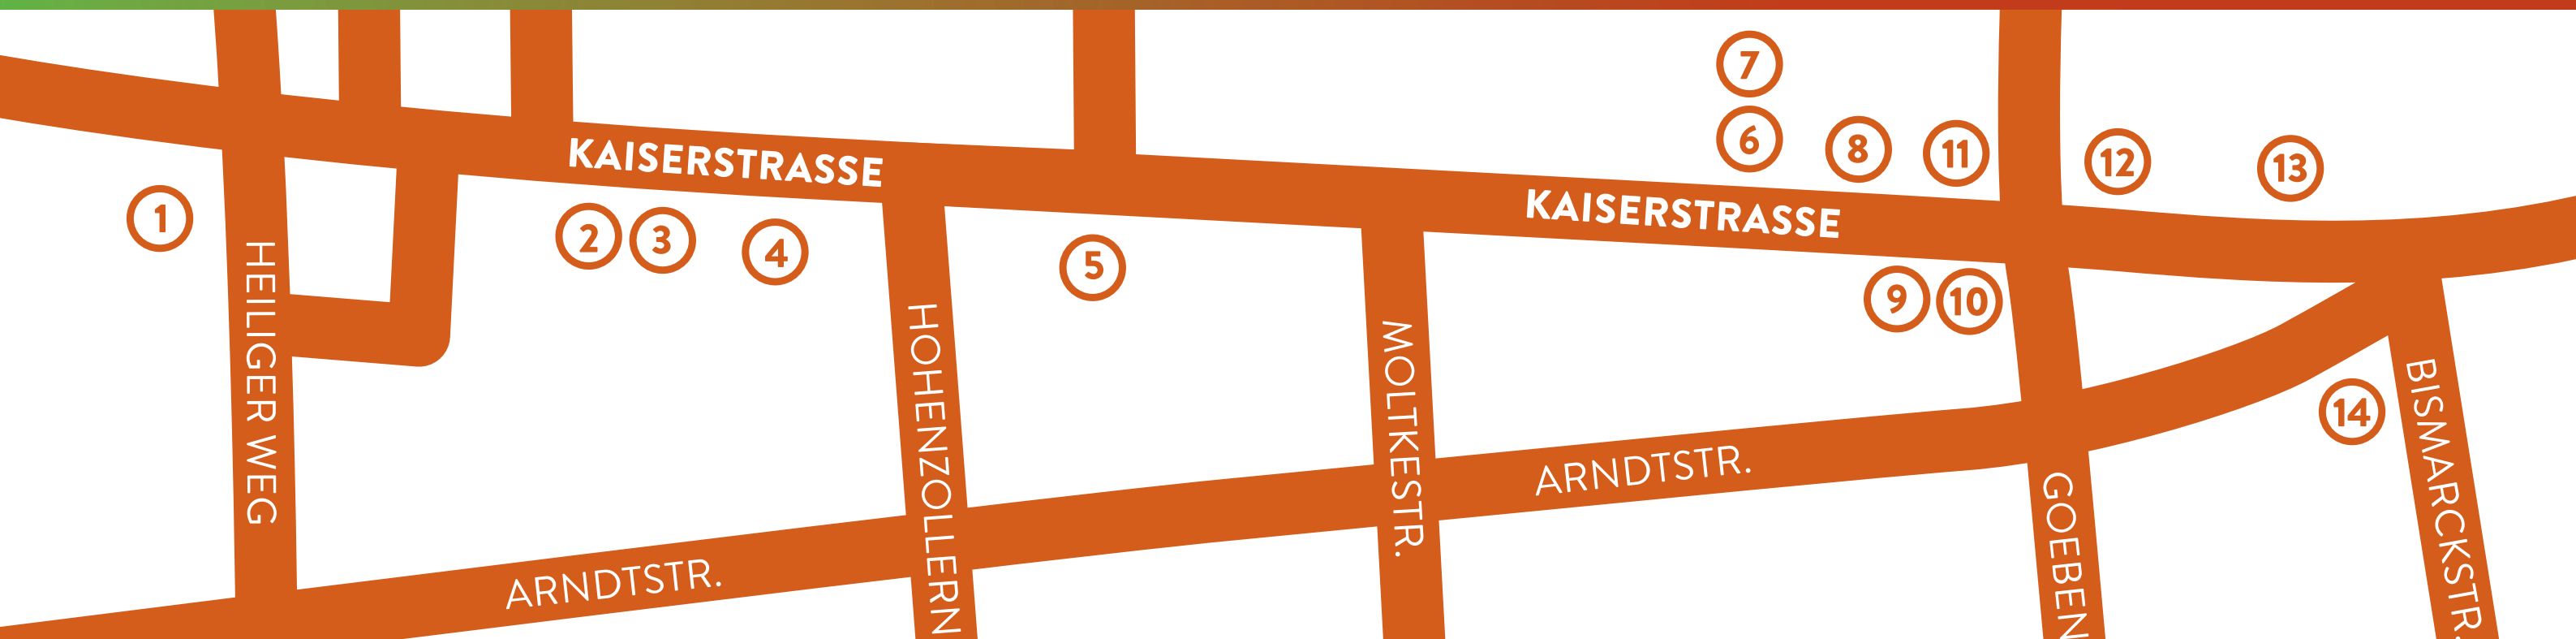 7
6
8
11
12
13
KAISERSTRASSE
KAISERSTRASSE
1
2
3
4
5
9
10
HEILIGER WEG
HOHENZOLLERN
MOLTKESTR.
14
BISMARCKSTR.
ARNDTSTR.
GOEBEN
ARNDTSTR.